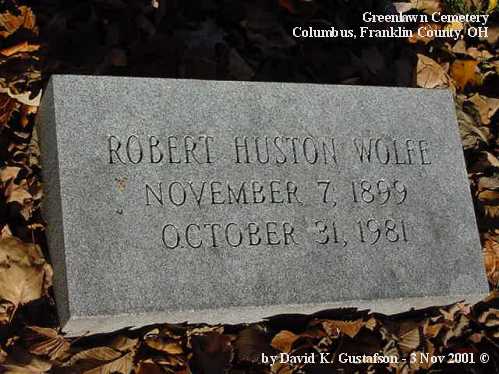 Greenlawn Cemetery
Columbus, Franklin County, OH
ROBERT HUSTON WOLFE
NOVEMBER 7, 1899
OCTOBER 31, 1981
by David K. Gustafson - 3 Nov 2001 ©